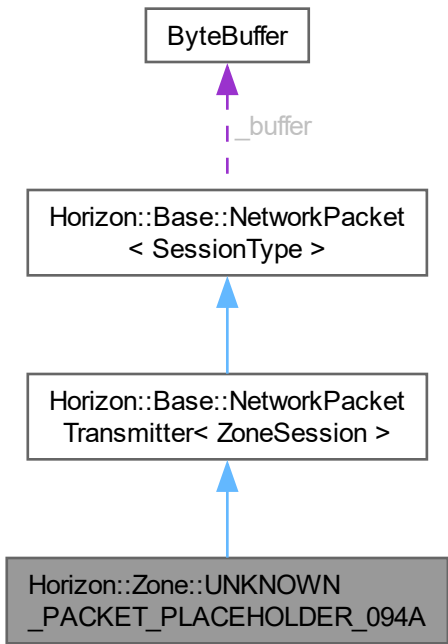 ByteBuffer
_buffer
Horizon::Base::NetworkPacket
< SessionType >
Horizon::Base::NetworkPacket
Transmitter< ZoneSession >
Horizon::Zone::UNKNOWN
_PACKET_PLACEHOLDER_094A